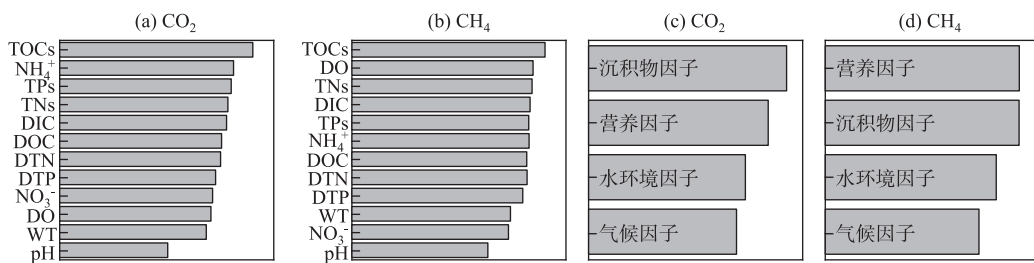 (a) CO₂
TOCs
NH₄⁺
TPs
TNs
DIC
DOC
DTN
DTP
NO₃⁻
DO
WT
pH
(b) CH₄
TOCs
DO
TNs
DIC
TPs
NH₄⁺
DOC
DTN
DTP
WT
NO₃⁻
pH
(c) CO₂
沉积物因子
营养因子
水环境因子
气候因子
(d) CH₄
营养因子
沉积物因子
水环境因子
气候因子